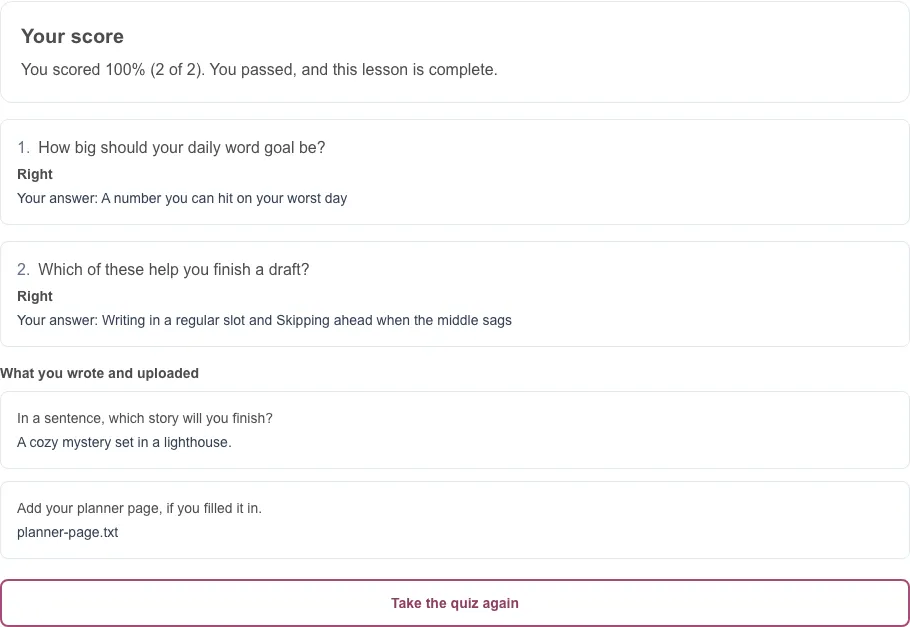 Your score
You scored 100% (2 of 2). You passed, and this lesson is complete.
1. How big should your daily word goal be?
Right
Your answer: A number you can hit on your worst day
2. Which of these help you finish a draft?
Right
Your answer: Writing in a regular slot and Skipping ahead when the middle sags
What you wrote and uploaded
In a sentence, which story will you finish?
A cozy mystery set in a lighthouse.
Add your planner page, if you filled it in.
planner-page.txt
Take the quiz again